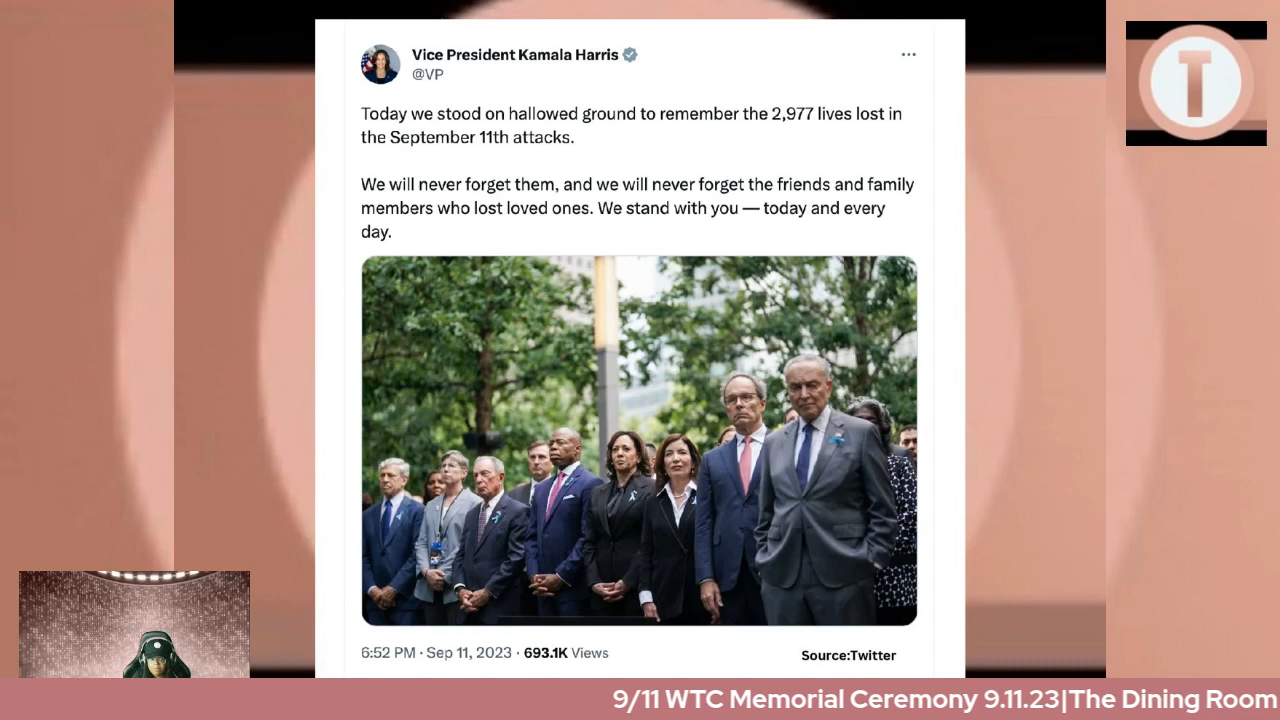 Vice President Kamala Harris
@VP
Today we stood on hallowed ground to remember the 2,977 lives lost in
the September 11th attacks.
We will never forget them, and we will never forget the friends and family
members who lost loved ones. We stand with you — today and every
day.
6:52 PM · Sep 11, 2023 · 693.1K Views
Source:Twitter
T
9/11 WTC Memorial Ceremony 9.11.23|The Dining Room